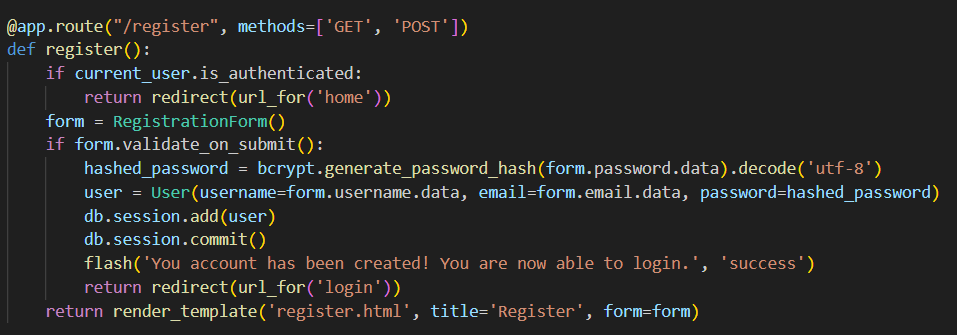 @app.route("/register", methods=['GET', 'POST'])
def register():
    if current_user.is_authenticated:
        return redirect(url_for('home'))
    form = RegistrationForm()
    if form.validate_on_submit():
        hashed_password = bcrypt.generate_password_hash(form.password.data).decode('utf-8')
        user = User(username=form.username.data, email=form.email.data, password=hashed_password)
        db.session.add(user)
        db.session.commit()
        flash('You account has been created! You are now able to login.', 'success')
        return redirect(url_for('login'))
    return render_template('register.html', title='Register', form=form)